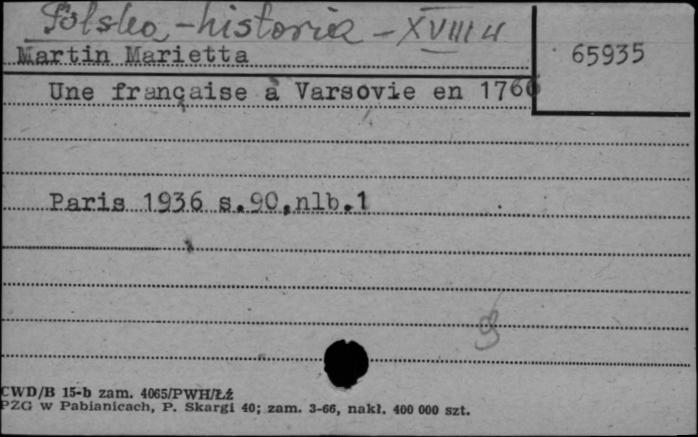 Polska - historia - XVIII w
Martin Marietta
65935
Une française à Varsovie en 1766
Paris 1936 s.90,nlb.1
CWD/B 15-b zam. 4065/PWH/Łź
PZG w Pabianicach, P. Skargi 40; zam. 3-66, nakł. 400 000 szt.